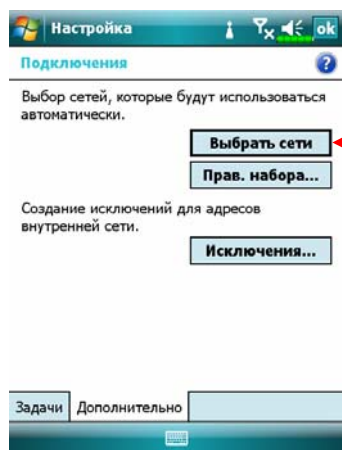 Настройка
ok
Подключения
?
Выбор сетей, которые будут использоваться
автоматически.
Выбрать сети
Прав. набора...
Создание исключений для адресов
внутренней сети.
Исключения...
Задачи Дополнительно